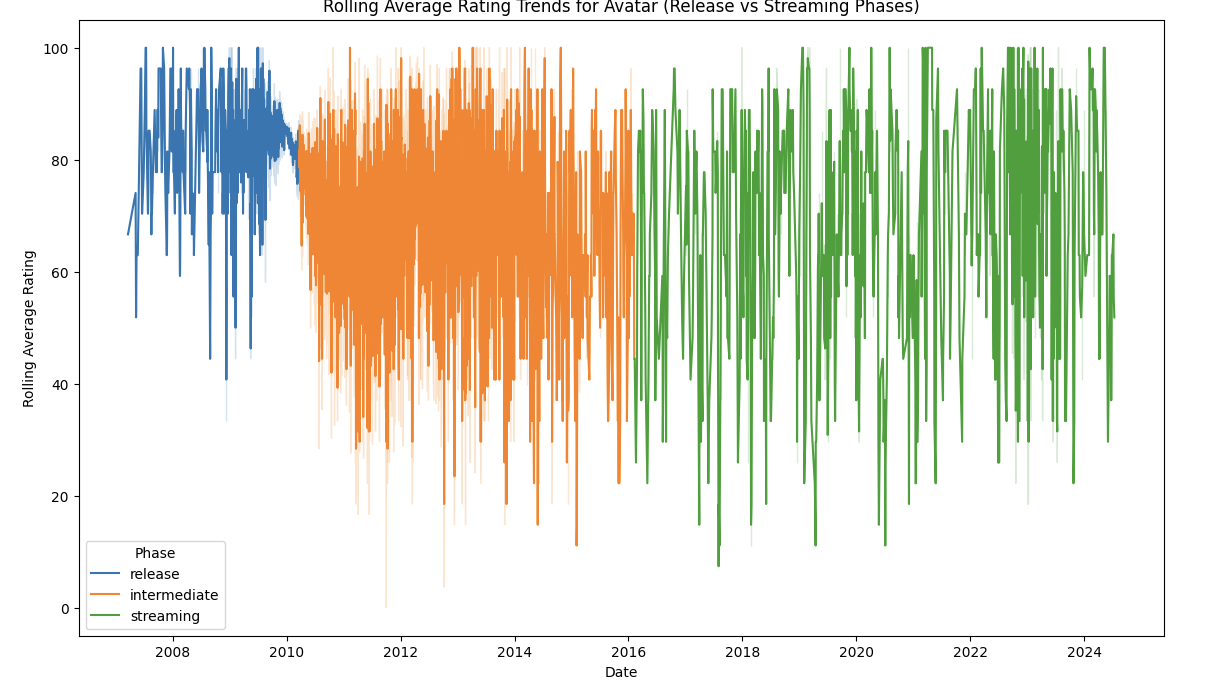 Rolling Average Rating Trends for Avatar (Release vs Streaming Phases)
100
80
60
40
20
0
Rolling Average Rating
Phase
release
intermediate
streaming
2008 2010 2012 2014 2016 2018 2020 2022 2024
Date